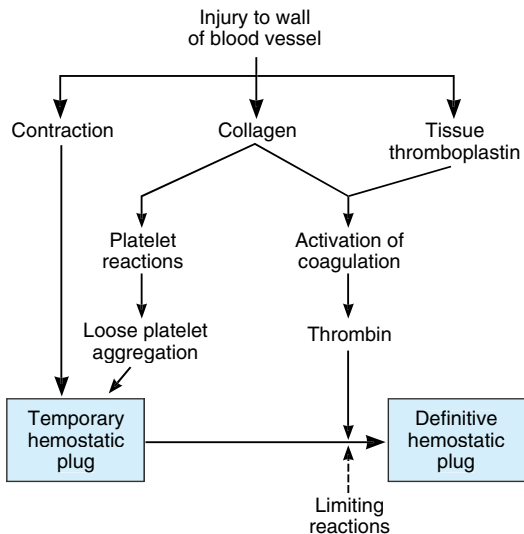 Injury to wall
of blood vessel
Contraction
Collagen
Tissue
thromboplastin
Platelet
reactions
Activation of
coagulation
Loose platelet
aggregation
Thrombin
Temporary
hemostatic
plug
Definitive
hemostatic
plug
Limiting
reactions